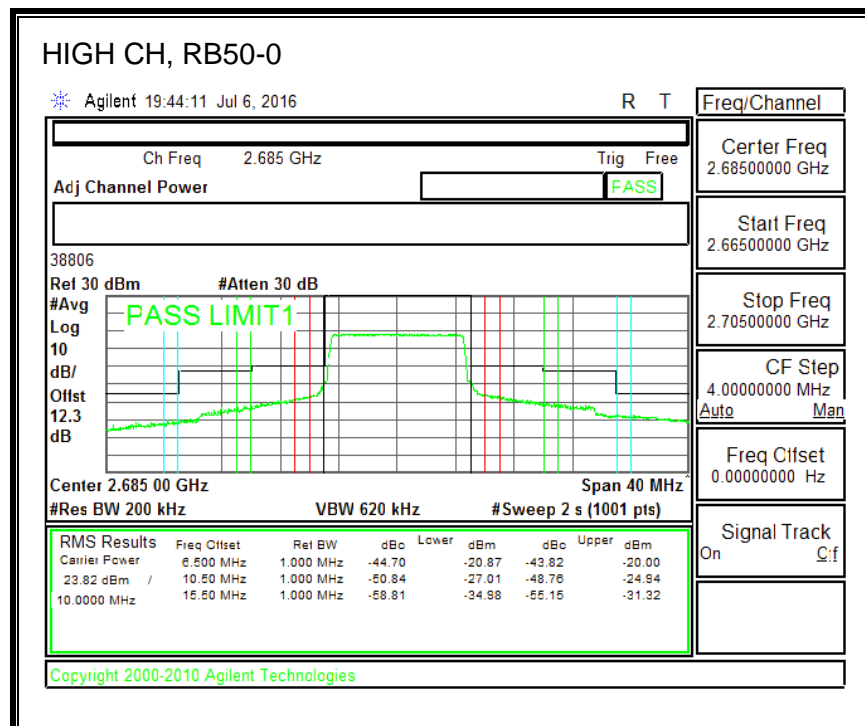 HIGH CH, RB50-0
Agilent 19:44:11 Jul 6, 2016 R T
Freq/Channel
Ch Freq 2.685 GHz Trig Free
Adj Channel Power PASS
Center Freq
2.68500000 GHz
Start Freq
2.66500000 GHz
38806
Ref 30 dBm #Atten 30 dB
#Avg
Log
10
dB/
Offst
12.3
dB
PASS LIMIT1
Stop Freq
2.70500000 GHz
CF Step
4.00000000 MHz
Auto Man
Freq Offset
0.00000000 Hz
Center 2.685 00 GHz Span 40 MHz
#Res BW 200 kHz VBW 620 kHz #Sweep 2 s (1001 pts)
Signal Track
On Off
RMS Results Freq Offset Ref BW dBc Lower dBm dBc Upper dBm
Carrier Power 6.500 MHz 1.000 MHz -44.70 -20.87 -43.82 -20.00
23.82 dBm / 10.50 MHz 1.000 MHz -50.84 -27.01 -48.76 -24.94
10.0000 MHz 15.50 MHz 1.000 MHz -58.81 -34.98 -55.15 -31.32
Copyright 2000-2010 Agilent Technologies